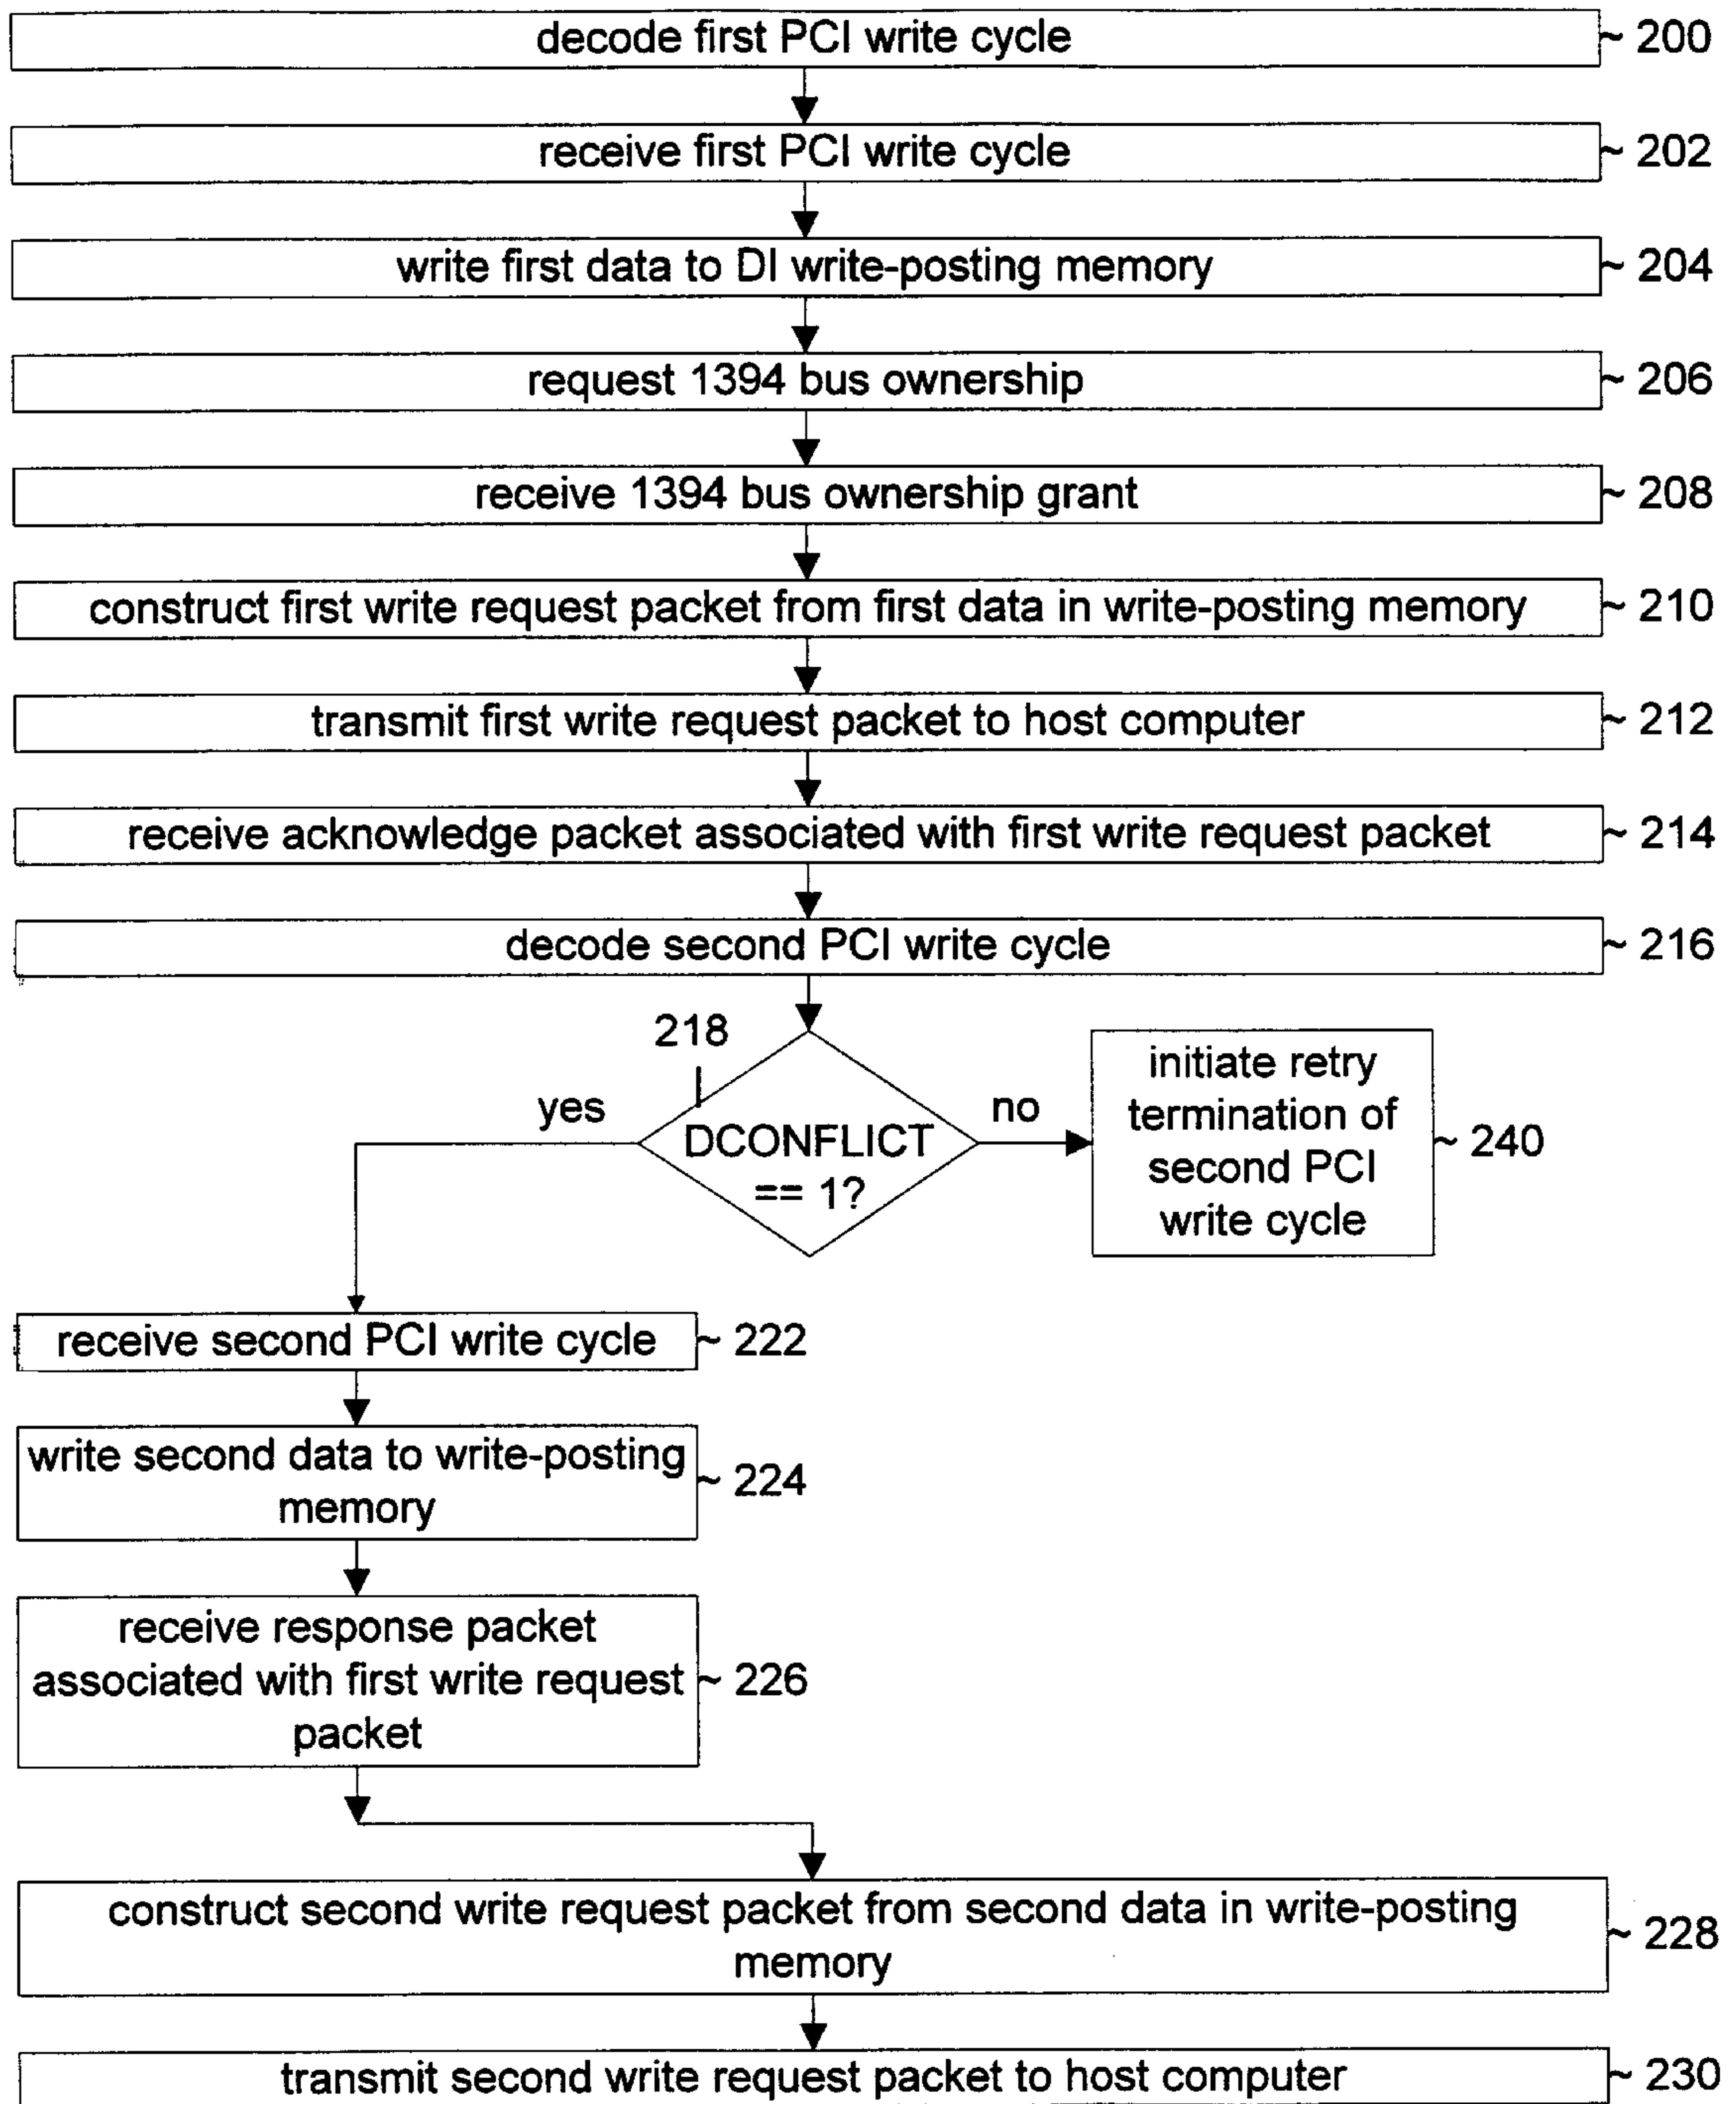 decode first PCI write cycle ~ 200
receive first PCI write cycle ~ 202
write first data to DI write-posting memory ~ 204
request 1394 bus ownership ~ 206
receive 1394 bus ownership grant ~ 208
construct first write request packet from first data in write-posting memory ~ 210
transmit first write request packet to host computer ~ 212
receive acknowledge packet associated with first write request packet ~ 214
decode second PCI write cycle ~ 216
218
yes
DCONFLICT
== 1?
no
initiate retry
termination of
second PCI
write cycle
~ 240
receive second PCI write cycle ~ 222
write second data to write-posting
memory
~ 224
receive response packet
associated with first write request
packet
~ 226
construct second write request packet from second data in write-posting
memory
~ 228
transmit second write request packet to host computer ~ 230